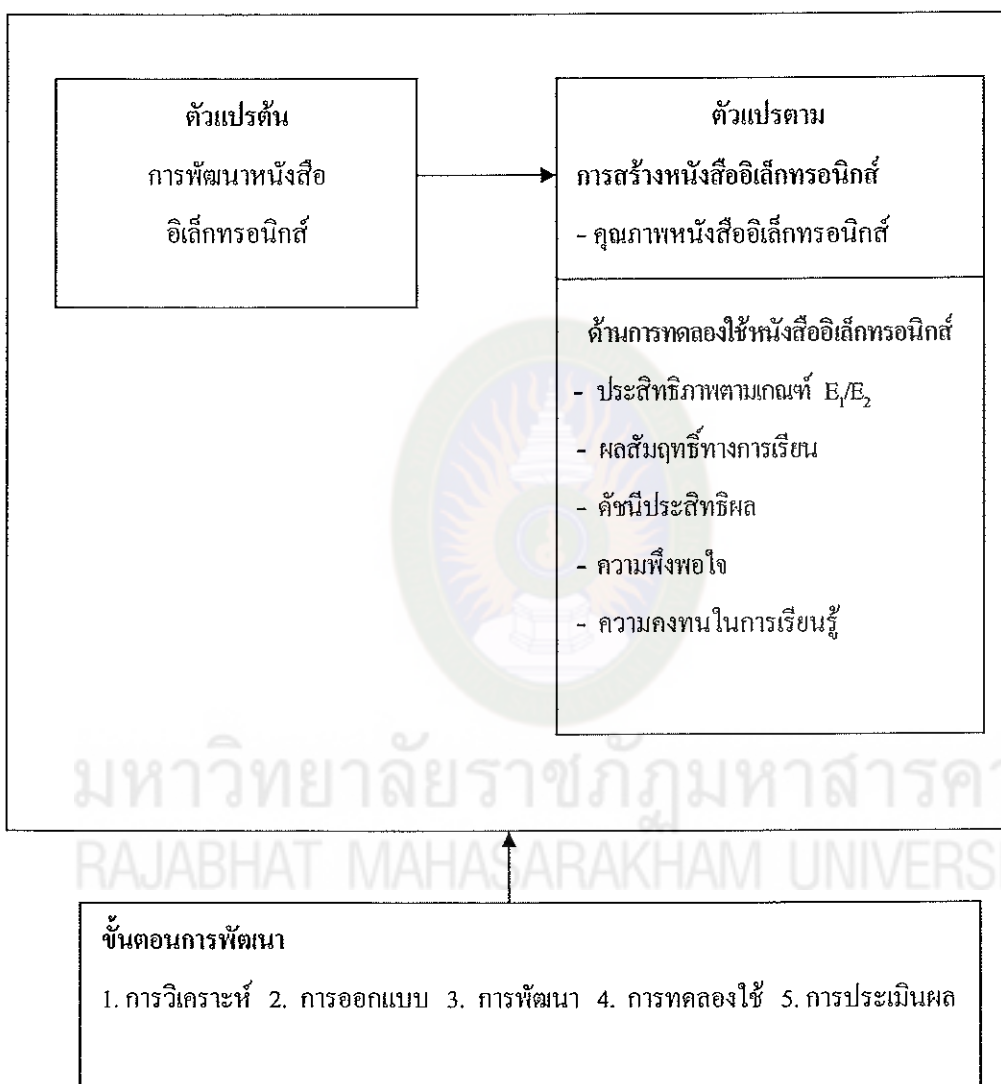 ตัวแปรต้น
การพัฒนาหนังสือ
อิเล็กทรอนิกส์
ตัวแปรตาม
การสร้างหนังสืออิเล็กทรอนิกส์
- คุณภาพหนังสืออิเล็กทรอนิกส์
ด้านการทดลองใช้หนังสืออิเล็กทรอนิกส์
- ประสิทธิภาพตามเกณฑ์ E₁/E₂
- ผลสัมฤทธิ์ทางการเรียน
- ดัชนีประสิทธิผล
- ความพึงพอใจ
- ความคงทนในการเรียนรู้
มหาวิทยาลัยราชภัฏมหาสารคา
RAJABHAT MAHASARAKHAM UNIVERSI
ขั้นตอนการพัฒนา
1. การวิเคราะห์ 2. การออกแบบ 3. การพัฒนา 4. การทดลองใช้ 5. การประเมินผล